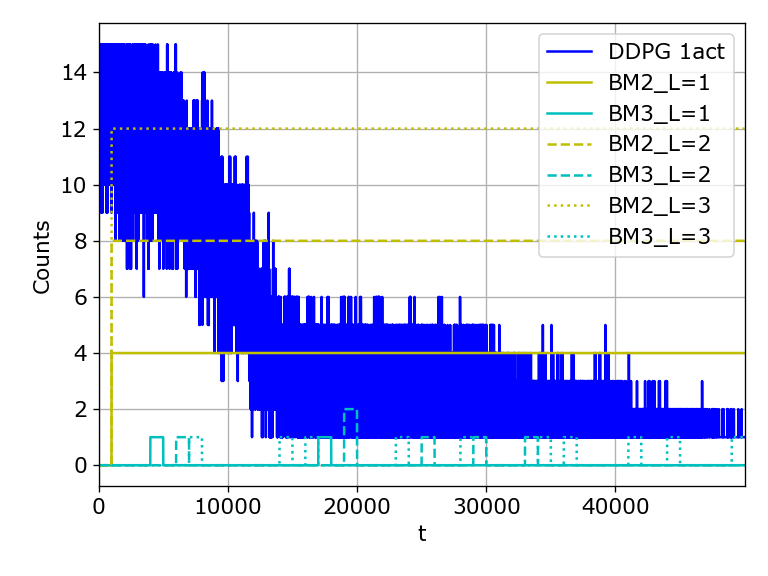 DDPG 1act
BM2_L=1
BM3_L=1
BM2_L=2
BM3_L=2
BM2_L=3
BM3_L=3
Counts
14
12
10
8
6
4
2
0
0 10000 20000 30000 40000
t